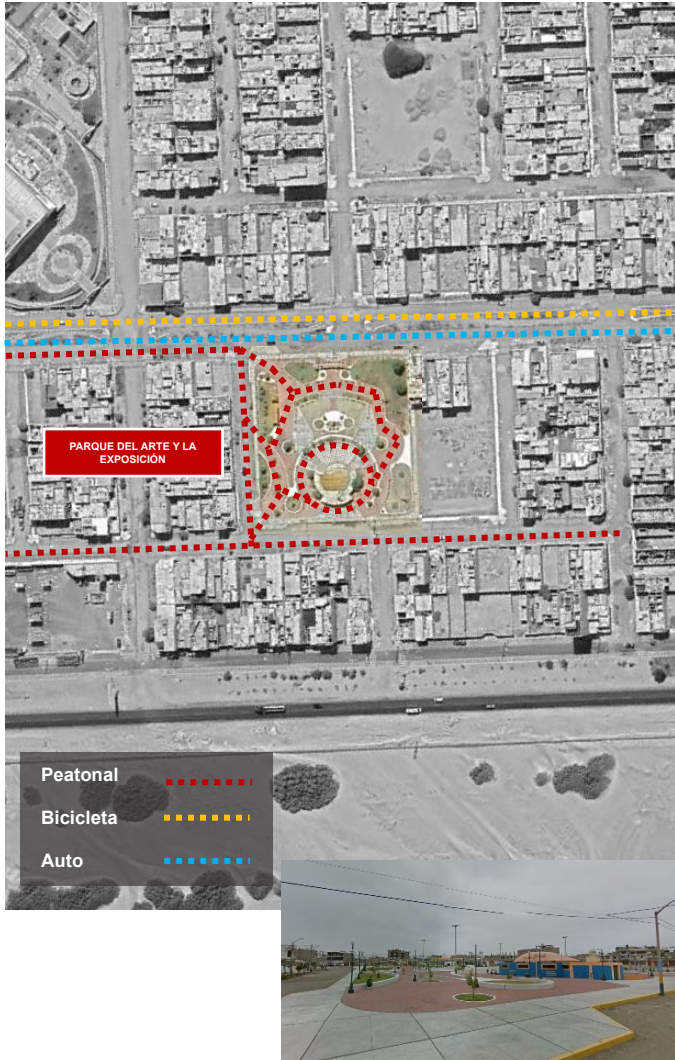 PARQUE DEL ARTE Y LA
EXPOSICIÓN
Peatonal
Bicicleta
Auto